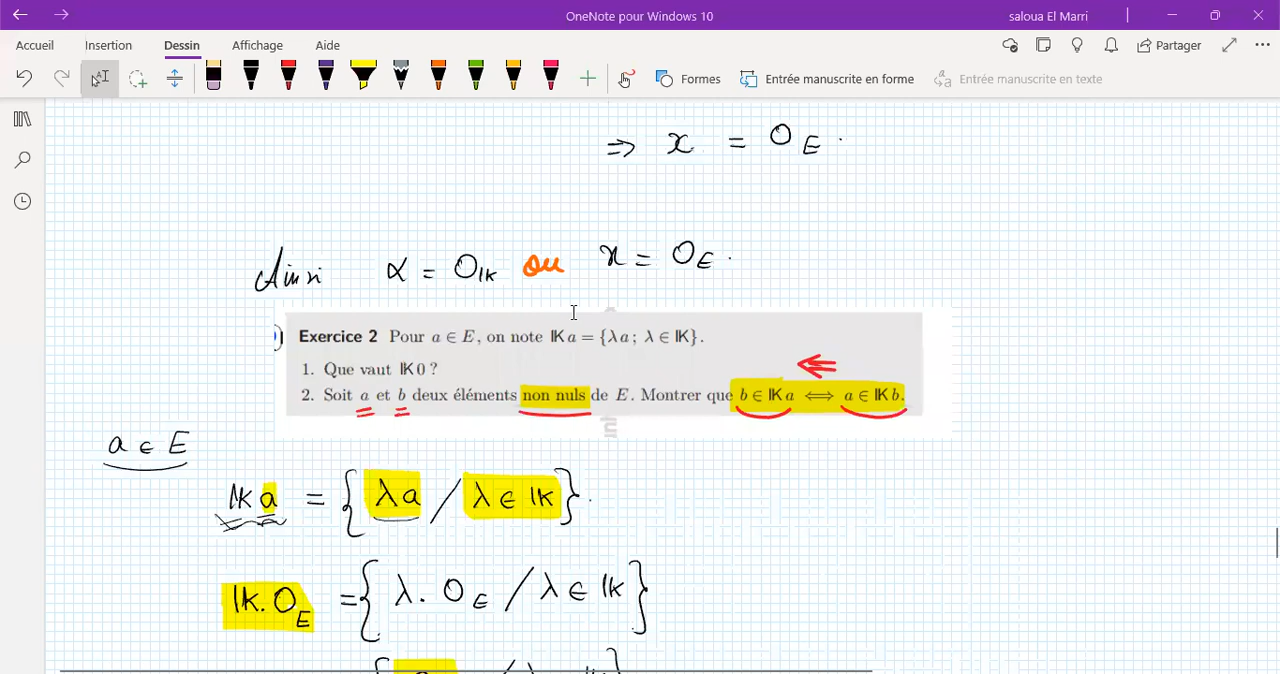 OneNote pour Windows 10
saloua El Marri
Accueil Insertion Dessin Affichage Aide
Partager
Formes Entrée manuscrite en forme Entrée manuscrite en texte
⇒ x = 0_E .
Ainsi α = 0_𝕂 ou x = 0_E .
Exercice 2 Pour a ∈ E, on note 𝕂a = {λa ; λ ∈ 𝕂}.
1. Que vaut 𝕂0 ?
2. Soit a et b deux éléments non nuls de E. Montrer que b ∈ 𝕂a ⟺ a ∈ 𝕂b.
a ∈ E
𝕂a = { λa / λ ∈ 𝕂 } .
𝕂.0_E = { λ . 0_E / λ ∈ 𝕂 }